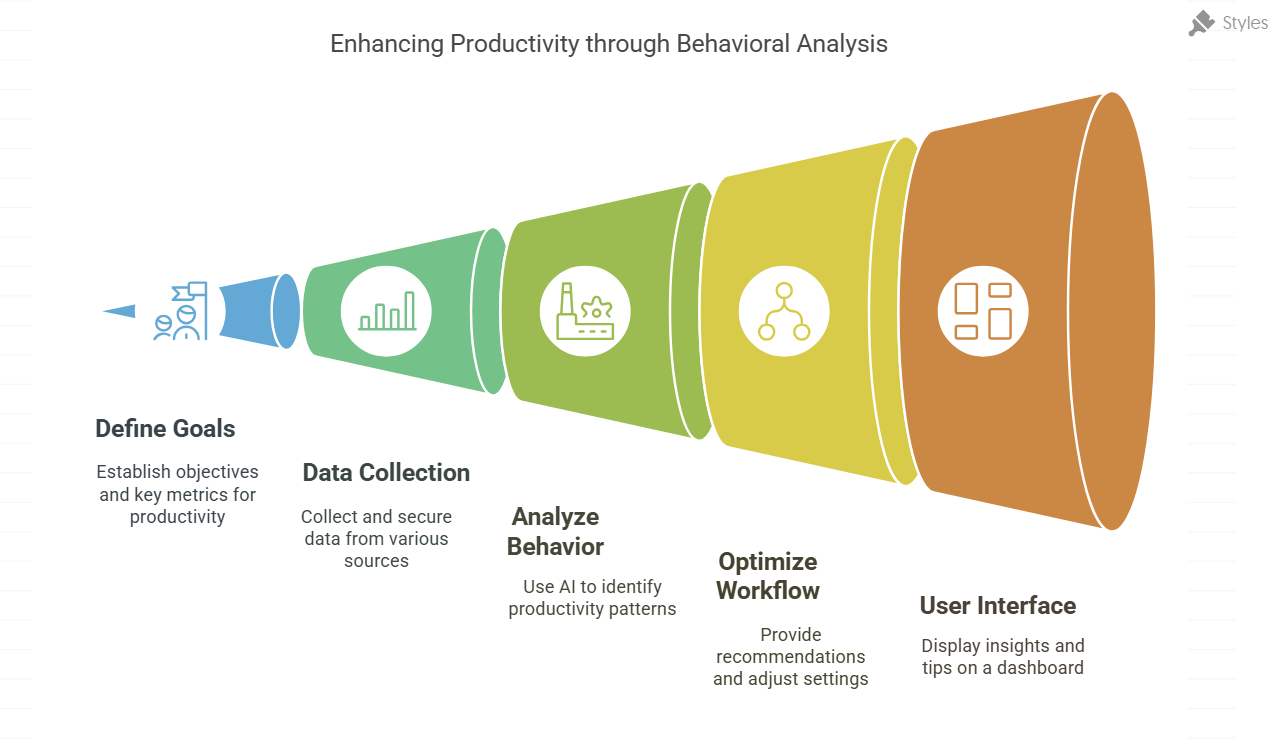 Styles
Enhancing Productivity through Behavioral Analysis
Define Goals
Establish objectives
and key metrics for
productivity
Data Collection
Collect and secure
data from various
sources
Analyze
Behavior
Use AI to identify
productivity patterns
Optimize
Workflow
Provide
recommendations
and adjust settings
User Interface
Display insights and
tips on a dashboard